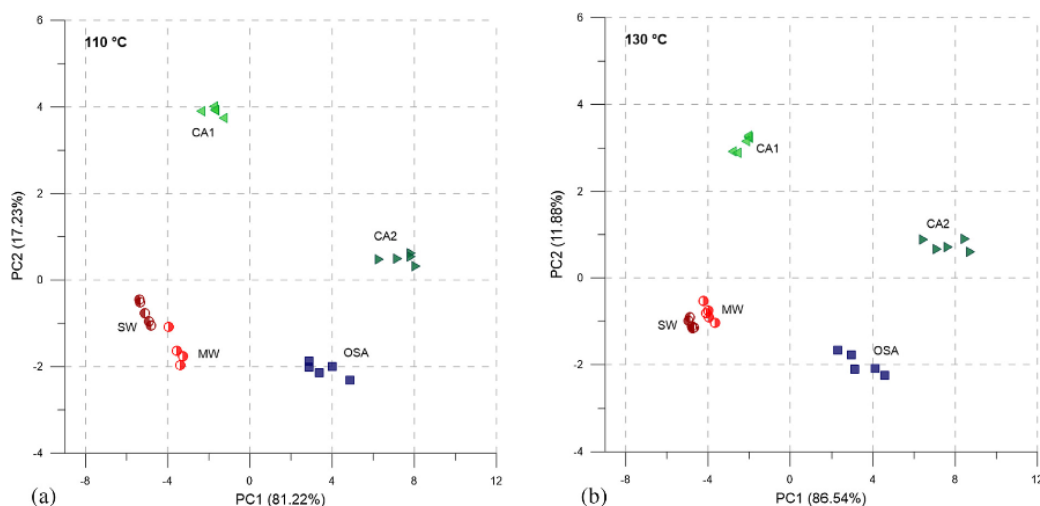 110 ºC
6
4
2
0
-2
-4
-8
-4
0
4
8
12
PC2 (17.23%)
PC1 (81.22%)
CA1
CA2
SW
MW
OSA
(a)
130 ºC
6
4
2
0
-2
-4
-8
-4
0
4
8
12
PC2 (11.88%)
PC1 (86.54%)
CA1
CA2
SW
MW
OSA
(b)